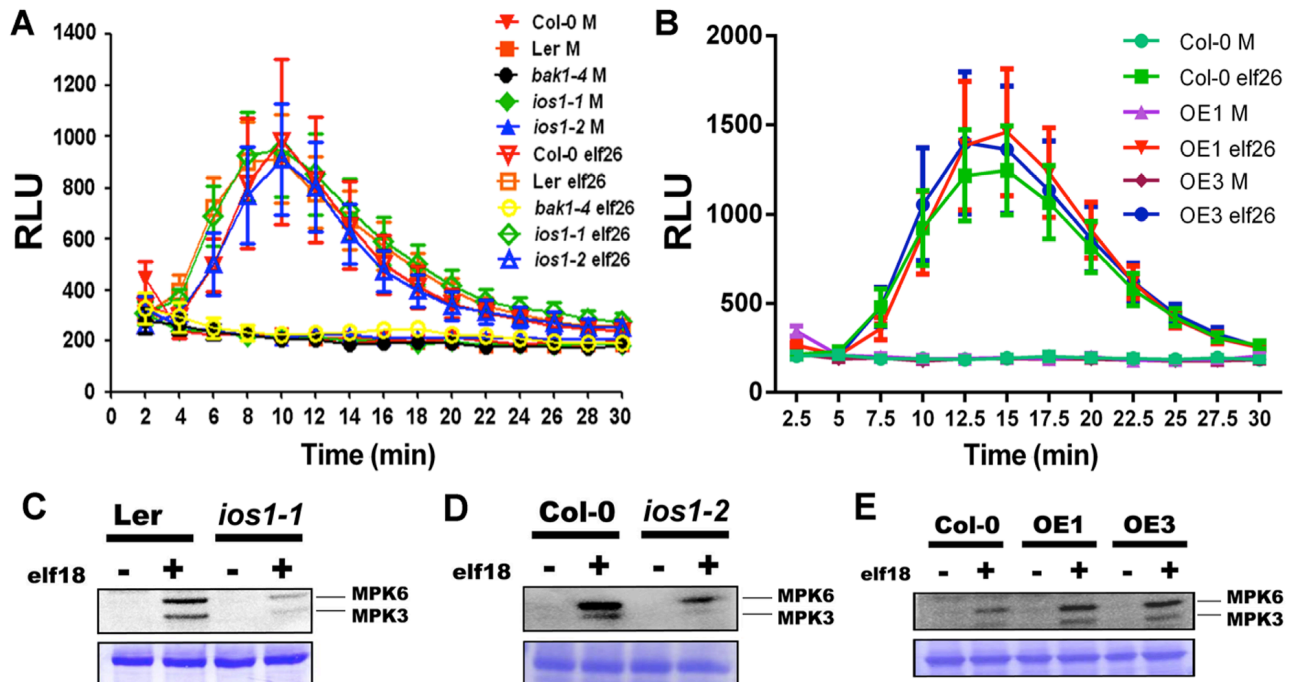 A
1400
1200
1000
800
600
400
200
0
RLU
0 2 4 6 8 10 12 14 16 18 20 22 24 26 28 30
Time (min)
Col-0 M
Ler M
bak1-4 M
ios1-1 M
ios1-2 M
Col-0 elf26
Ler elf26
bak1-4 elf26
ios1-1 elf26
ios1-2 elf26
B
2000
1500
1000
500
0
RLU
2.5 5 7.5 10 12.5 15 17.5 20 22.5 25 27.5 30
Time (min)
Col-0 M
Col-0 elf26
OE1 M
OE1 elf26
OE3 M
OE3 elf26
C
Ler ios1-1
elf18 - + - +
MPK6
MPK3
D
Col-0 ios1-2
elf18 - + - +
MPK6
MPK3
E
Col-0 OE1 OE3
elf18 - + - + - +
MPK6
MPK3